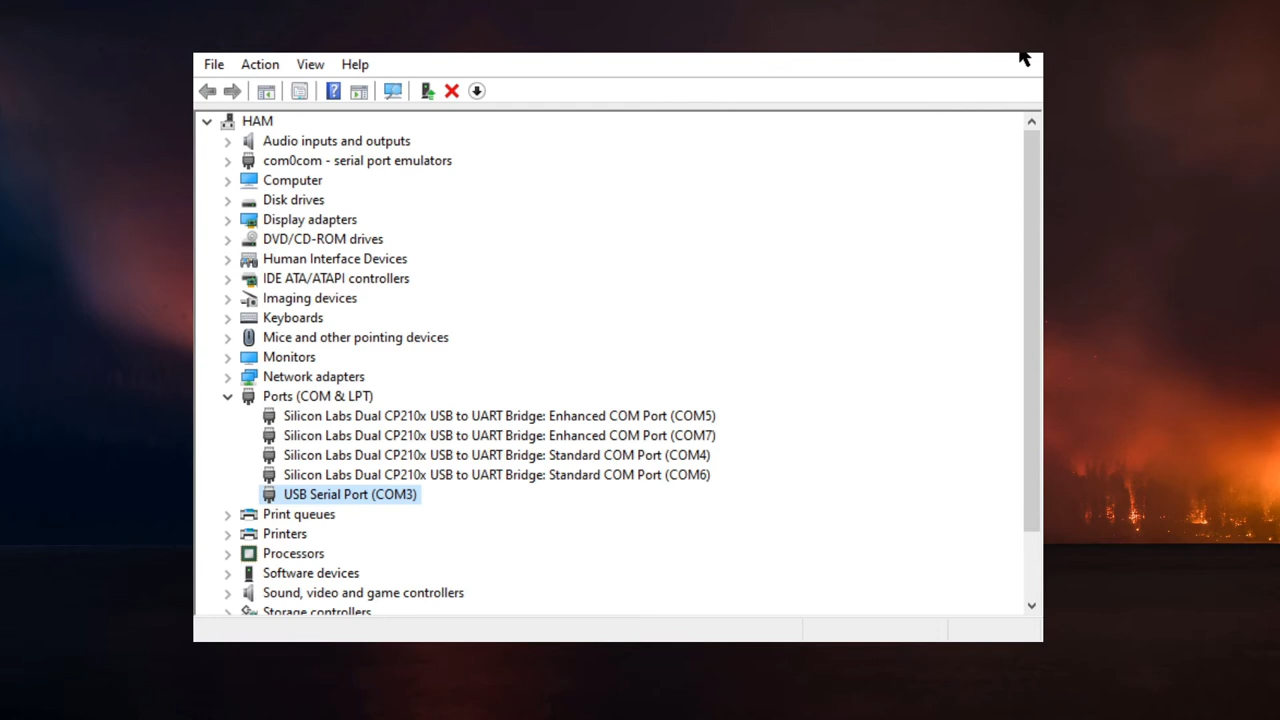 File Action View Help
HAM
Audio inputs and outputs
com0com - serial port emulators
Computer
Disk drives
Display adapters
DVD/CD-ROM drives
Human Interface Devices
IDE ATA/ATAPI controllers
Imaging devices
Keyboards
Mice and other pointing devices
Monitors
Network adapters
Ports (COM & LPT)
Silicon Labs Dual CP210x USB to UART Bridge: Enhanced COM Port (COM5)
Silicon Labs Dual CP210x USB to UART Bridge: Enhanced COM Port (COM7)
Silicon Labs Dual CP210x USB to UART Bridge: Standard COM Port (COM4)
Silicon Labs Dual CP210x USB to UART Bridge: Standard COM Port (COM6)
USB Serial Port (COM3)
Print queues
Printers
Processors
Software devices
Sound, video and game controllers
Storage controllers